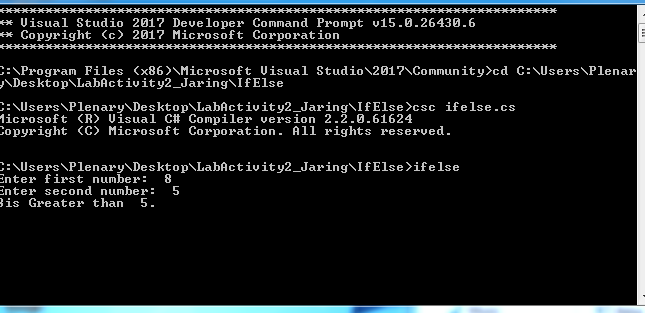 **********************************************************************
** Visual Studio 2017 Developer Command Prompt v15.0.26430.6
** Copyright (c) 2017 Microsoft Corporation
**********************************************************************
C:\Program Files (x86)\Microsoft Visual Studio\2017\Community>cd C:\Users\Plenar
y\Desktop\LabActivity2_Jaring\IfElse
C:\Users\Plenary\Desktop\LabActivity2_Jaring\IfElse>csc ifelse.cs
Microsoft (R) Visual C# Compiler version 2.2.0.61624
Copyright (C) Microsoft Corporation. All rights reserved.
C:\Users\Plenary\Desktop\LabActivity2_Jaring\IfElse>ifelse
Enter first number:  8
Enter second number:  5
8is Greater than  5.